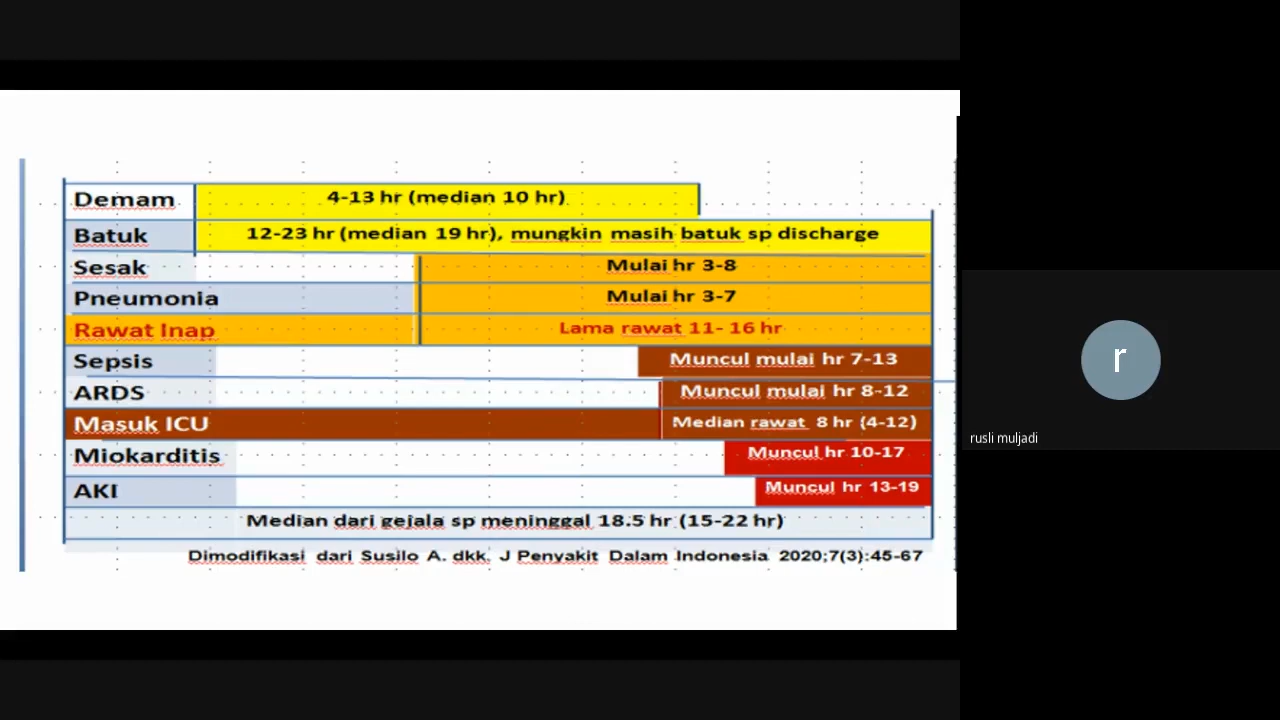 Demam 4-13 hr (median 10 hr)
Batuk 12-23 hr (median 19 hr), mungkin masih batuk sp discharge
Sesak Mulai hr 3-8
Pneumonia Mulai hr 3-7
Rawat Inap Lama rawat 11- 16 hr
Sepsis Muncul mulai hr 7-13
ARDS Muncul mulai hr 8-12
Masuk ICU Median rawat 8 hr (4-12)
Miokarditis Muncul hr 10-17
AKI Muncul hr 13-19
Median dari gejala sp meninggal 18.5 hr (15-22 hr)
Dimodifikasi dari Susilo A. dkk. J Penyakit Dalam Indonesia 2020;7(3):45-67
r
rusli muljadi